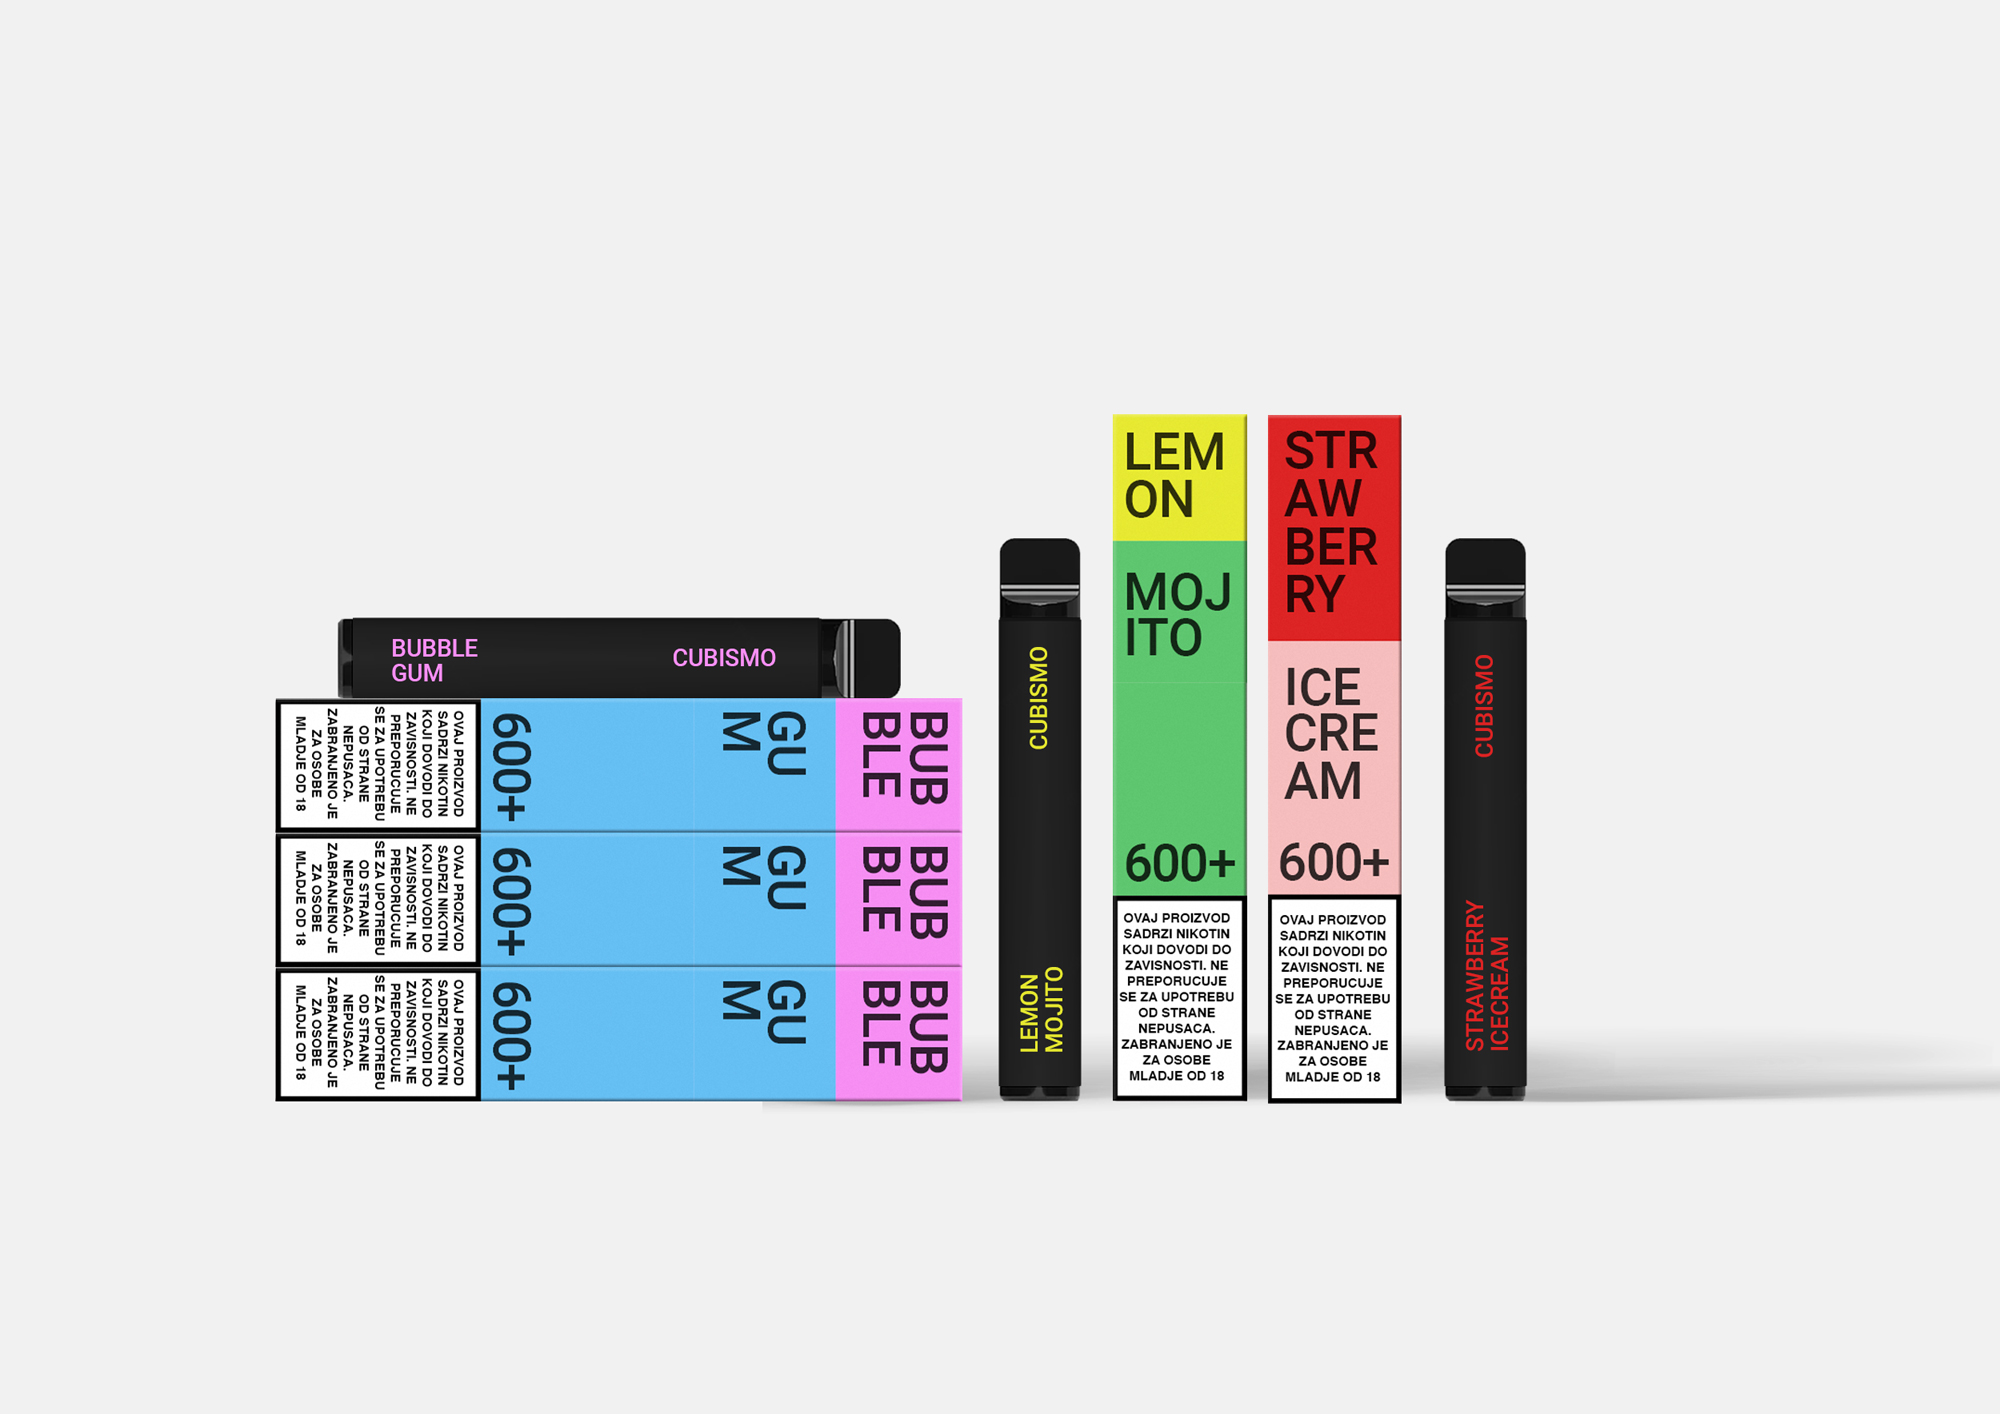 BUBBLE
GUM
CUBISMO
BUB
BLE
GU
M
600+
OVAJ PROIZVOD
SADRZI NIKOTIN
KOJI DOVODI DO
ZAVISNOSTI. NE
PREPORUCUJE
SE ZA UPOTREBU
OD STRANE
NEPUSACA.
ZABRANJENO JE
ZA OSOBE
MLADJE OD 18
BUB
BLE
GU
M
600+
OVAJ PROIZVOD
SADRZI NIKOTIN
KOJI DOVODI DO
ZAVISNOSTI. NE
PREPORUCUJE
SE ZA UPOTREBU
OD STRANE
NEPUSACA.
ZABRANJENO JE
ZA OSOBE
MLADJE OD 18
BUB
BLE
GU
M
600+
OVAJ PROIZVOD
SADRZI NIKOTIN
KOJI DOVODI DO
ZAVISNOSTI. NE
PREPORUCUJE
SE ZA UPOTREBU
OD STRANE
NEPUSACA.
ZABRANJENO JE
ZA OSOBE
MLADJE OD 18
CUBISMO
LEMON
MOJITO
LEM
ON
MOJ
ITO
600+
OVAJ PROIZVOD
SADRZI NIKOTIN
KOJI DOVODI DO
ZAVISNOSTI. NE
PREPORUCUJE
SE ZA UPOTREBU
OD STRANE
NEPUSACA.
ZABRANJENO JE
ZA OSOBE
MLADJE OD 18
STR
AW
BER
RY
ICE
CRE
AM
600+
OVAJ PROIZVOD
SADRZI NIKOTIN
KOJI DOVODI DO
ZAVISNOSTI. NE
PREPORUCUJE
SE ZA UPOTREBU
OD STRANE
NEPUSACA.
ZABRANJENO JE
ZA OSOBE
MLADJE OD 18
CUBISMO
STRAWBERRY
ICECREAM